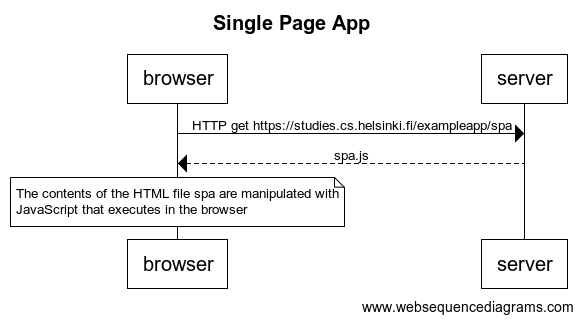 Single Page App
browser
server
HTTP get https://studies.cs.helsinki.fi/exampleapp/spa
spa.js
The contents of the HTML file spa are manipulated with
JavaScript that executes in the browser
browser
server
www.websequencediagrams.com